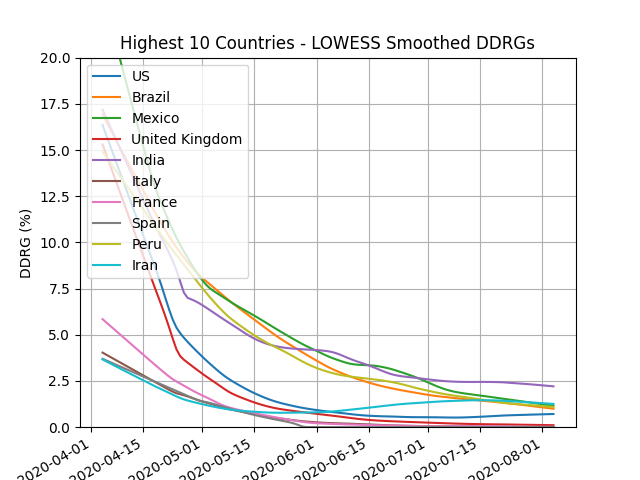 Highest 10 Countries - LOWESS Smoothed DDRGs
DDRG (%)
20.0
17.5
15.0
12.5
10.0
7.5
5.0
2.5
0.0
US
Brazil
Mexico
United Kingdom
India
Italy
France
Spain
Peru
Iran
2020-04-01
2020-04-15
2020-05-01
2020-05-15
2020-06-01
2020-06-15
2020-07-01
2020-07-15
2020-08-01